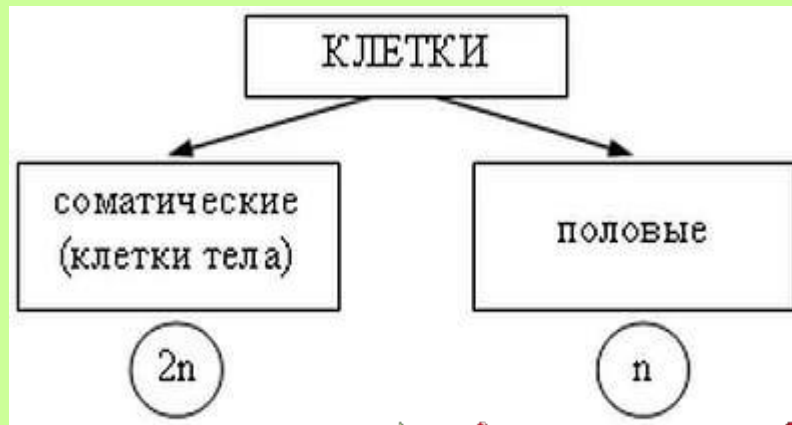 КЛЕТКИ
соматические
(клетки тела)
половые
2n
n